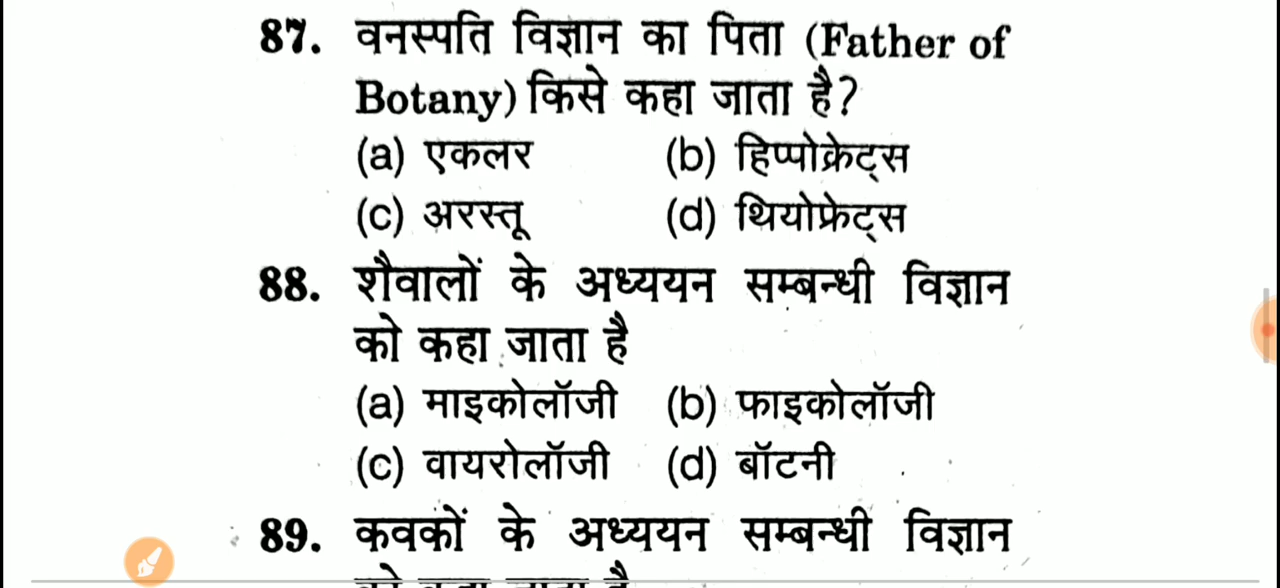 87. वनस्पति विज्ञान का पिता (Father of
Botany) किसे कहा जाता है?
(a) एकलर (b) हिप्पोक्रेट्स
(c) अरस्तू (d) थियोफ्रेट्स
88. शैवालों के अध्ययन सम्बन्धी विज्ञान
को कहा जाता है
(a) माइकोलॉजी (b) फाइकोलॉजी
(c) वायरोलॉजी (d) बॉटनी
89. कवकों के अध्ययन सम्बन्धी विज्ञान